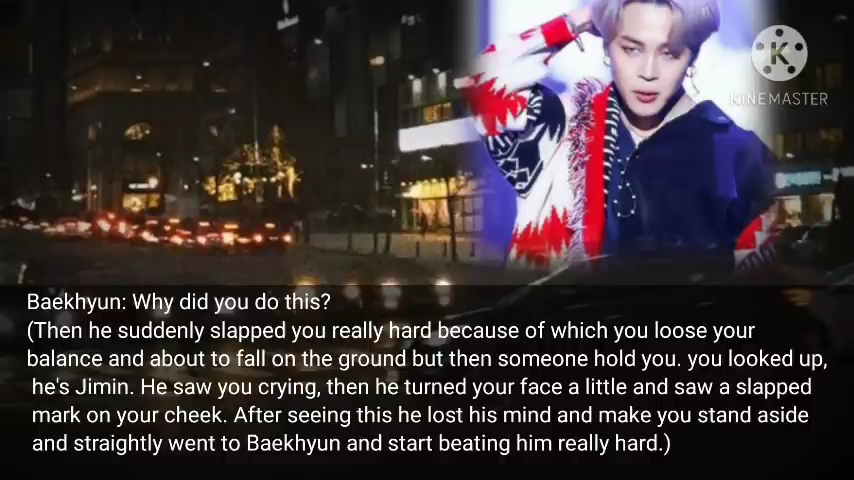 K
KINEMASTER
Baekhyun: Why did you do this?
(Then he suddenly slapped you really hard because of which you loose your
balance and about to fall on the ground but then someone hold you. you looked up,
he's Jimin. He saw you crying, then he turned your face a little and saw a slapped
mark on your cheek. After seeing this he lost his mind and make you stand aside
and straightly went to Baekhyun and start beating him really hard.)